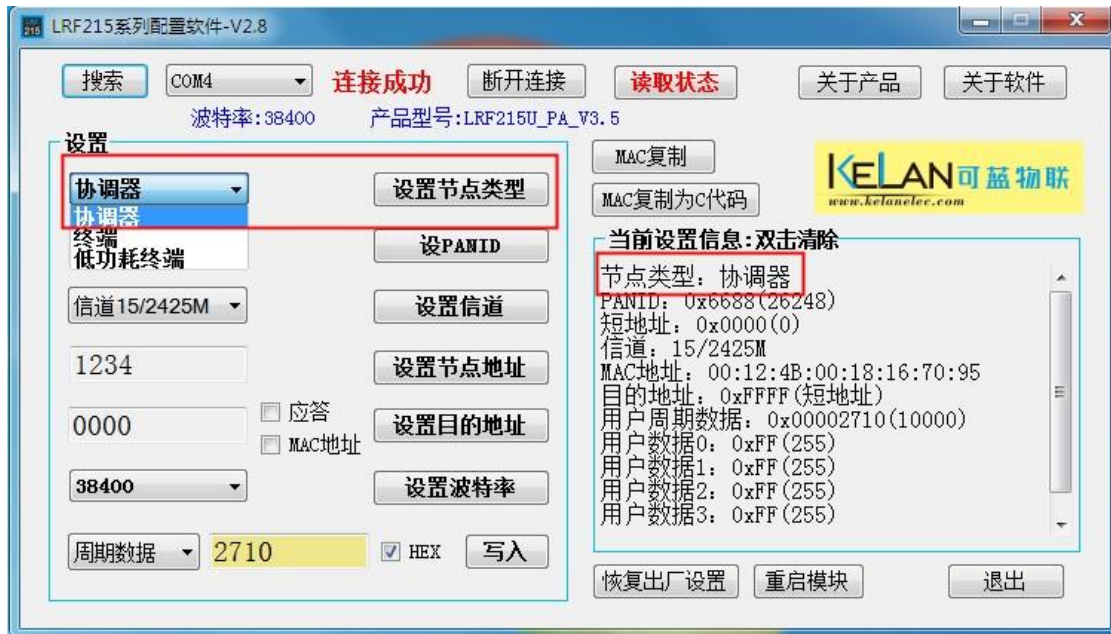 215 LRF215系列配置软件-V2.8
搜索 COM4 连接成功 断开连接 读取状态 关于产品 关于软件
波特率:38400 产品型号:LRF215U_PA_V3.5
设置
协调器 设置节点类型
协调器
终端
低功耗终端
设PANID
信道15/2425M 设置信道
1234 设置节点地址
0000 应答 设置目的地址
MAC地址
38400 设置波特率
周期数据 2710 HEX 写入
MAC复制
MAC复制为C代码
KELAN可蓝物联
www.kelanelec.com
当前设置信息:双击清除
节点类型: 协调器
PANID: 0x6688(26248)
短地址: 0x0000(0)
信道: 15/2425M
MAC地址: 00:12:4B:00:18:16:70:95
目的地址: 0xFFFF(短地址)
用户周期数据: 0x00002710(10000)
用户数据0: 0xFF(255)
用户数据1: 0xFF(255)
用户数据2: 0xFF(255)
用户数据3: 0xFF(255)
恢复出厂设置 重启模块 退出